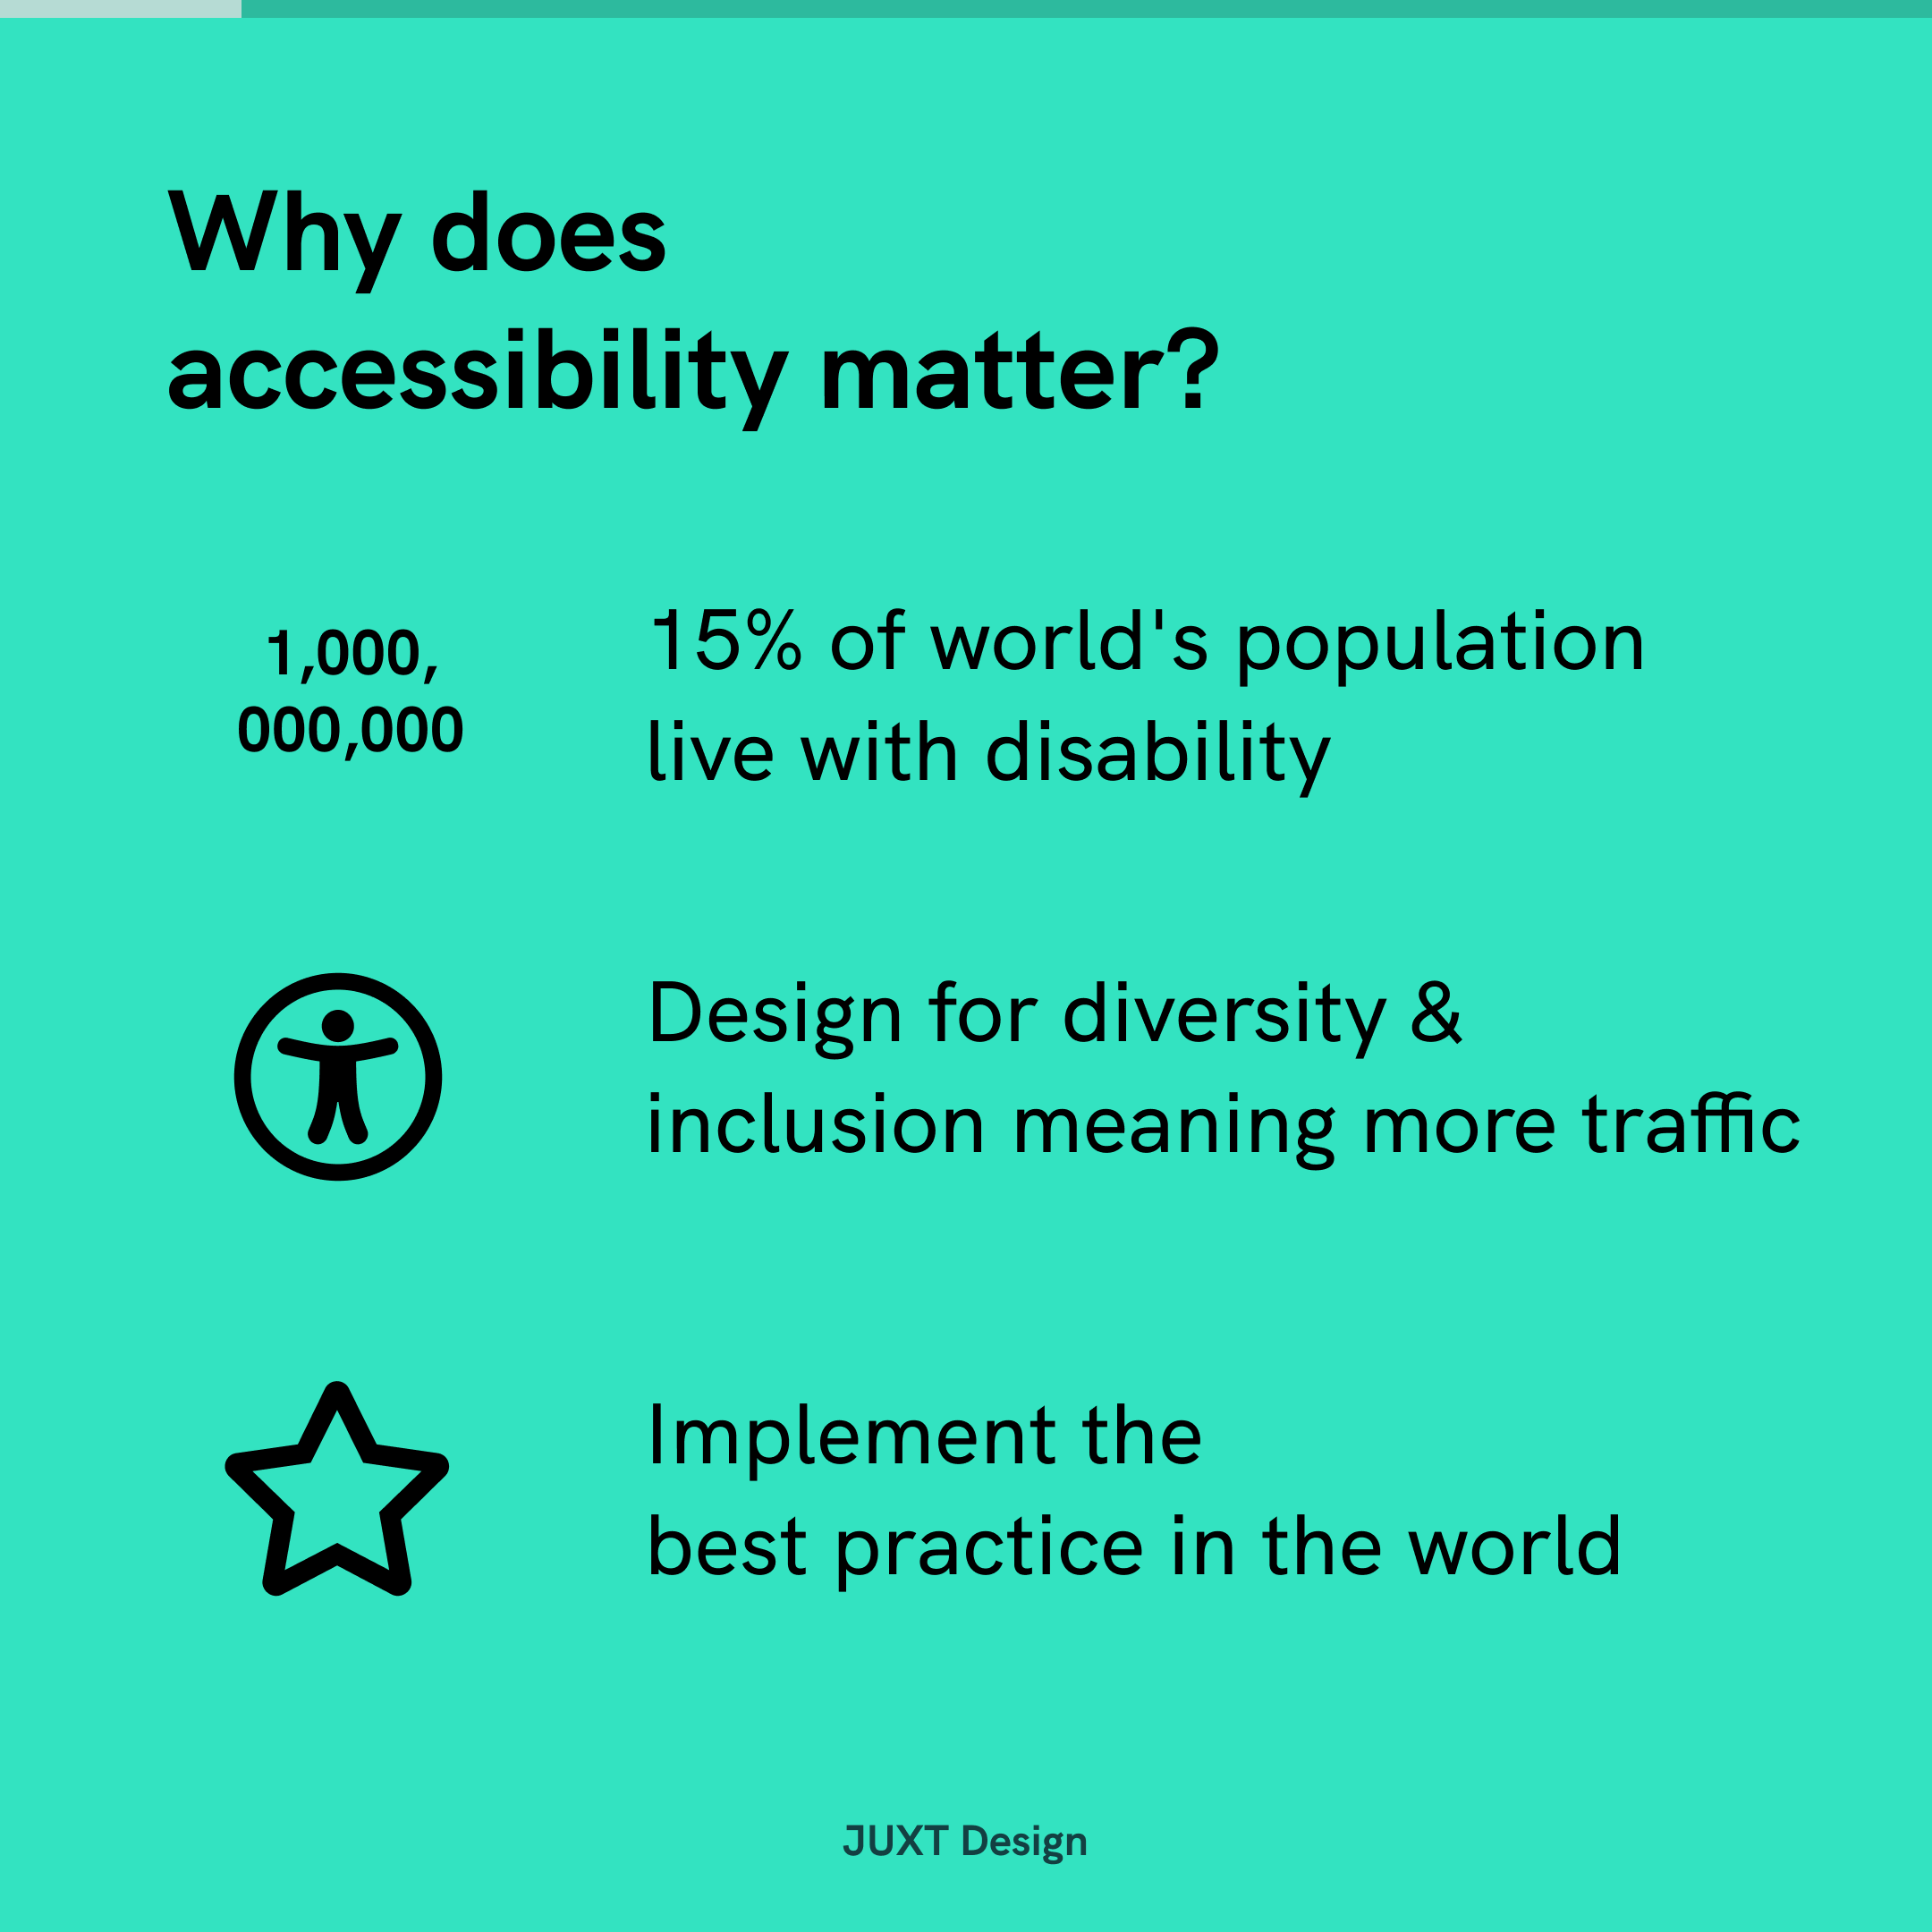 Why does
accessibility matter?
1,000,
000,000
15% of world's population
live with disability
Design for diversity &
inclusion meaning more traffic
Implement the
best practice in the world
JUXT Design